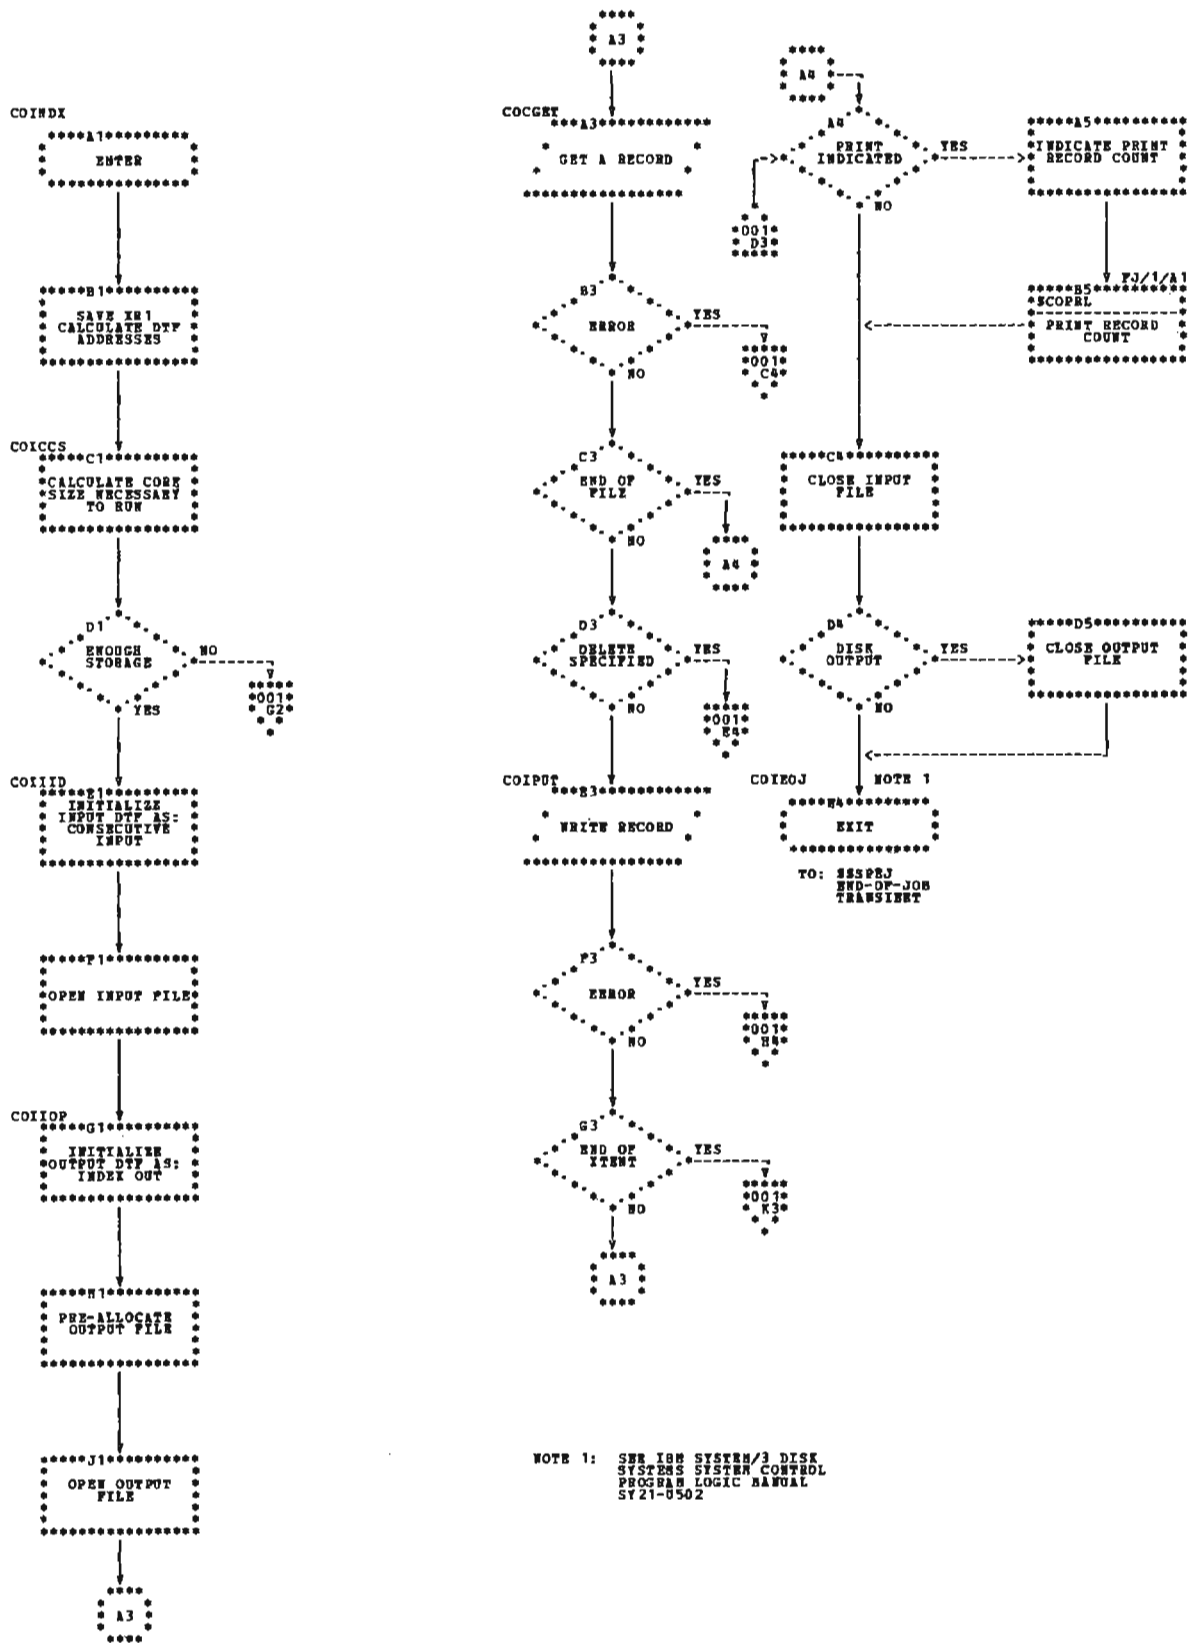 COINDX
A1
ENTER
B1
SAVE XR1
CALCULATE DTF
ADDRESSES
COICCS
C1
CALCULATE CORE
SIZE NECESSARY
TO RUN
D1
ENOUGH
STORAGE
NO
001
G2
YES
COIIID
E1
INITIALIZE
INPUT DTF AS:
CONSECUTIVE
INPUT
F1
OPEN INPUT FILE
COIIOP
G1
INITIALIZE
OUTPUT DTF AS:
INDEX OUT
H1
PRE-ALLOCATE
OUTPUT FILE
J1
OPEN OUTPUT
FILE
A3
A3
COCGET
A3
GET A RECORD
B3
ERROR
YES
001
C4
NO
C3
END OF
FILE
YES
A4
NO
D3
DELETE
SPECIFIED
YES
001
E4
NO
COIPUT
E3
WRITE RECORD
F3
ERROR
YES
001
H4
NO
G3
END OF
XTENT
YES
001
K3
NO
A3
A4
A4
PRINT
INDICATED
YES
001
D3
NO
A5
INDICATE PRINT
RECORD COUNT
FJ/1/A1
B5
SCOPRL
PRINT RECORD
COUNT
C4
CLOSE INPUT
FILE
D4
DISK
OUTPUT
YES
NO
D5
CLOSE OUTPUT
FILE
COIEOJ
NOTE 1
E4
EXIT
TO: SSSPEJ
END-OF-JOB
TRANSIENT
NOTE 1: SEE IBM SYSTEM/3 DISK
SYSTEMS SYSTEM CONTROL
PROGRAM LOGIC MANUAL
SY21-0502